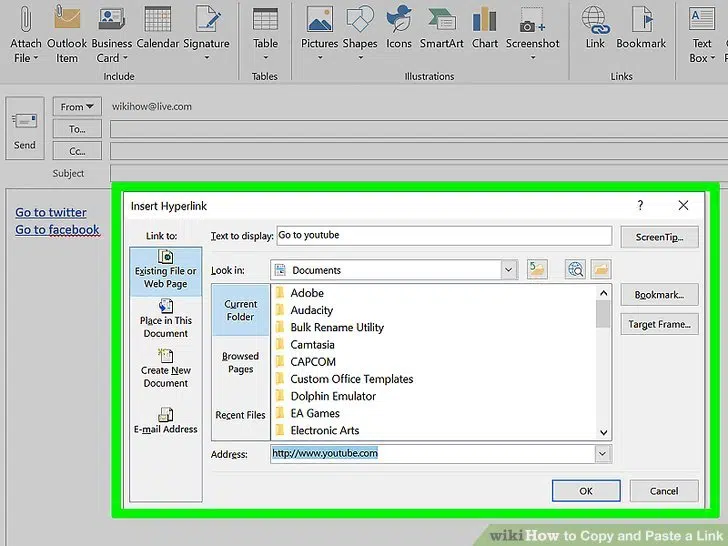 Attach File
Outlook Item
Business Card
Calendar
Signature
Table
Pictures
Shapes
Icons
SmartArt
Chart
Screenshot
Link
Bookmark
Text Box
Include
Tables
Illustrations
Links
From
wikihow@live.com
To...
Send
Cc...
Subject
Go to twitter
Go to facebook
Insert Hyperlink
?
Link to:
Text to display:
Go to youtube
ScreenTip...
Existing File or Web Page
Look in:
Documents
Current Folder
Adobe
Bookmark...
Audacity
Place in This Document
Bulk Rename Utility
Target Frame...
Camtasia
Browsed Pages
CAPCOM
Create New Document
Custom Office Templates
Dolphin Emulator
Recent Files
EA Games
E-mail Address
Electronic Arts
Address:
http://www.youtube.com
OK
Cancel
wikiHow to Copy and Paste a Link